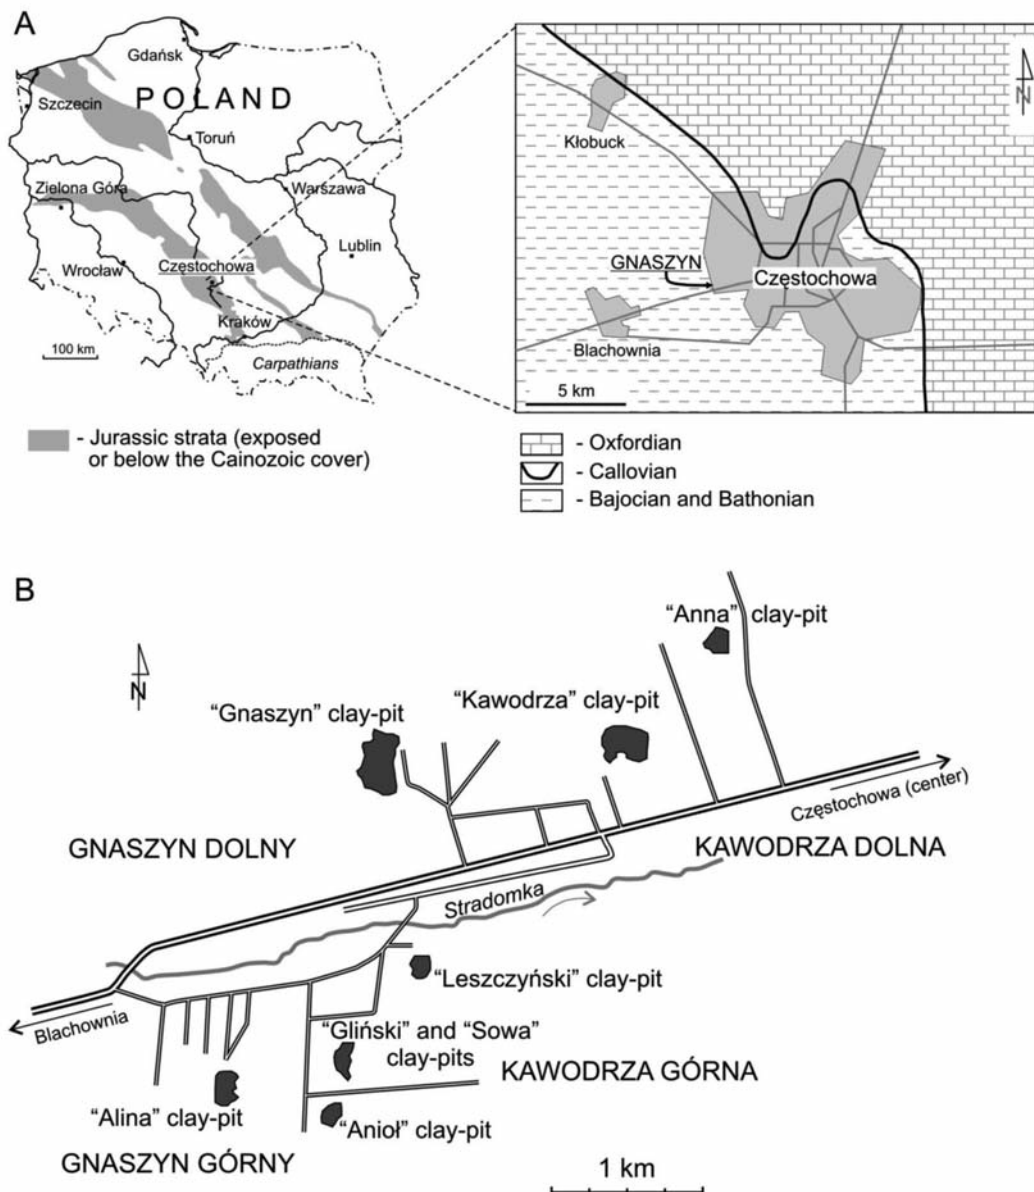 A
Gdańsk
POLAND
Szczecin
Toruń
Zielona Góra
Warszawa
Lublin
Wrocław
Częstochowa
Kraków
100 km
Carpathians
- Jurassic strata (exposed
or below the Cainozoic cover)
N
Kłobuck
GNASZYN
Częstochowa
Blachownia
5 km
- Oxfordian
- Callovian
- Bajocian and Bathonian
B
N
"Anna" clay-pit
"Gnaszyn" clay-pit
"Kawodrza" clay-pit
Częstochowa (center)
GNASZYN DOLNY
KAWODRZA DOLNA
Stradomka
"Leszczyński" clay-pit
Blachownia
"Gliński" and "Sowa"
clay-pits
KAWODRZA GÓRNA
"Alina" clay-pit
"Anioł" clay-pit
GNASZYN GÓRNY
1 km